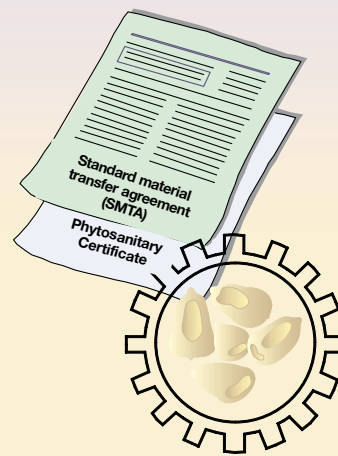 Standard material
transfer agreement
(SMTA)
Phytosanitary
Certificate